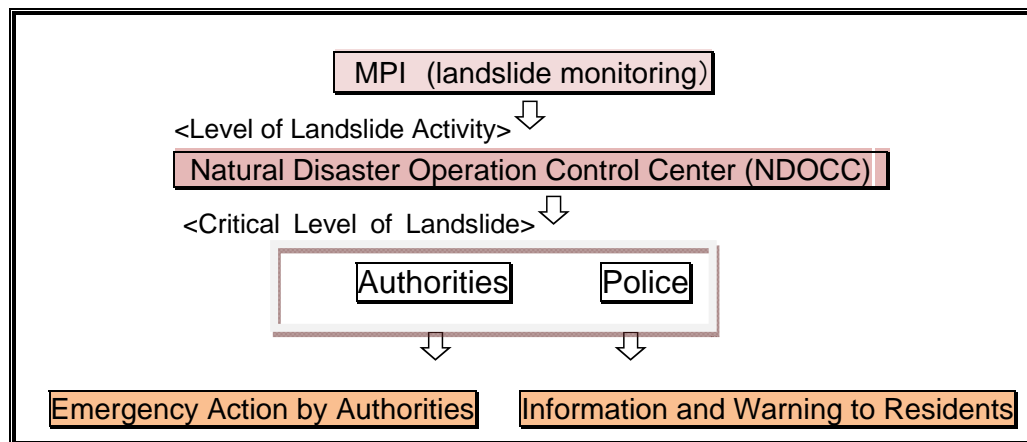 MPI (landslide monitoring）
<Level of Landslide Activity>
Natural Disaster Operation Control Center (NDOCC)
<Critical Level of Landslide>
Authorities Police
Emergency Action by Authorities Information and Warning to Residents